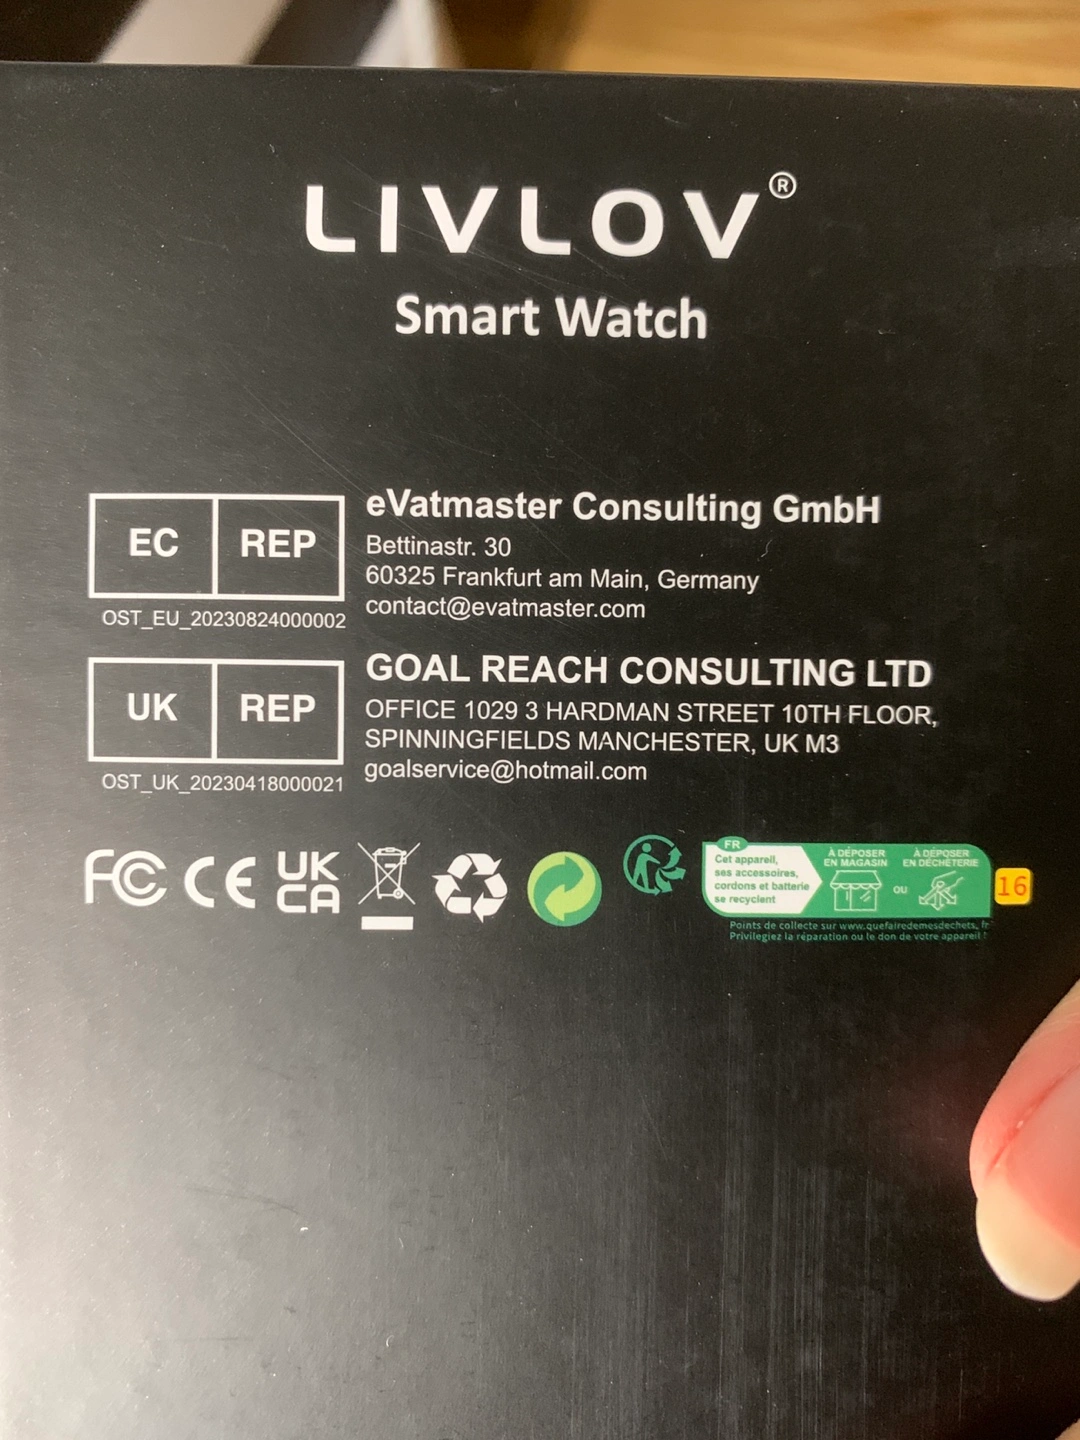 LIVLOV®
Smart Watch
EC REP
OST_EU_20230824000002
eVatmaster Consulting GmbH
Bettinastr. 30
60325 Frankfurt am Main, Germany
contact@evatmaster.com
UK REP
OST_UK_20230418000021
GOAL REACH CONSULTING LTD
OFFICE 1029 3 HARDMAN STREET 10TH FLOOR,
SPINNINGFIELDS MANCHESTER, UK M3
goalservice@hotmail.com
FC CE UK
CA
FR
Cet appareil,
ses accessoires,
cordons et batterie
se recyclent
À DÉPOSER
EN MAGASIN
OU
À DÉPOSER
EN DÉCHÈTERIE
16
Points de collecte sur www.quefairedemesdechets.fr
Privilegiez la réparation ou le don de votre appareil !